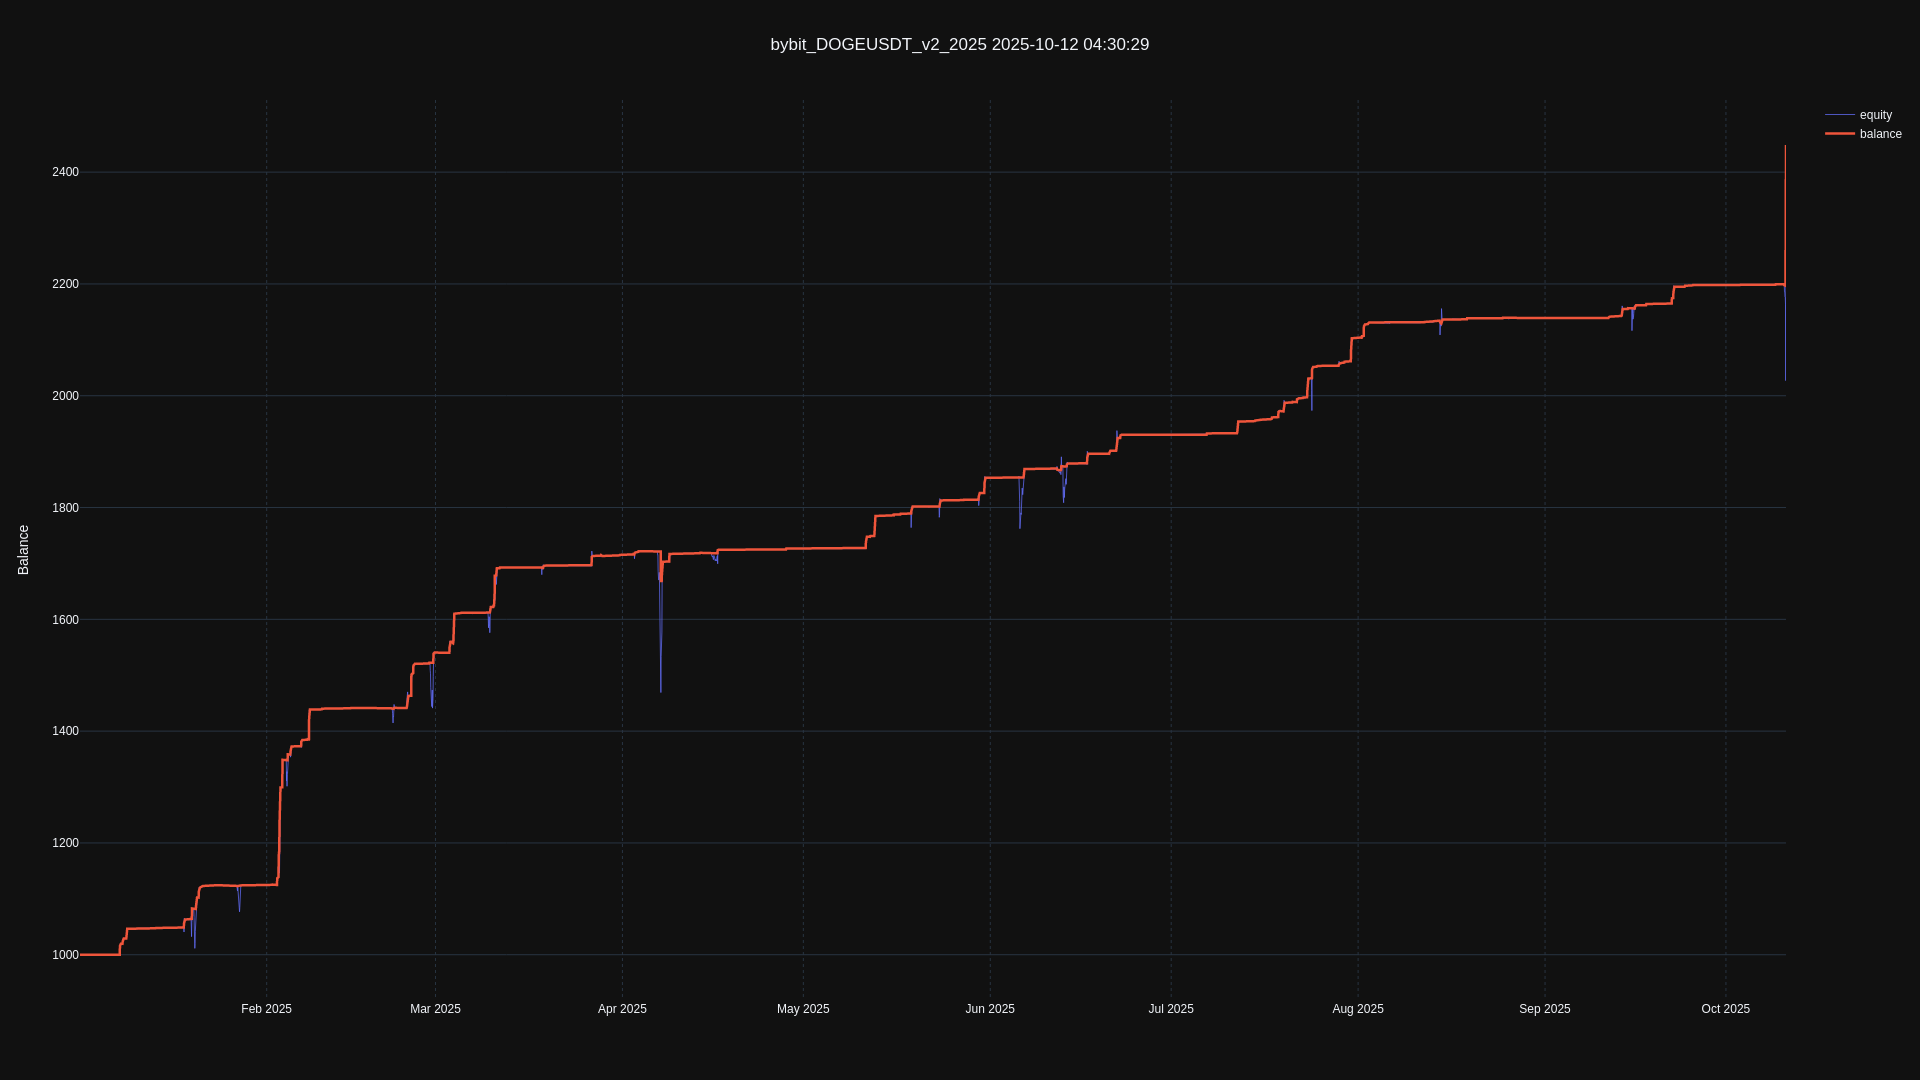 bybit_DOGEUSDT_v2_2025 2025-10-12 04:30:29
equity
balance
2400
2200
2000
1800
1600
1400
1200
1000
Balance
Feb 2025
Mar 2025
Apr 2025
May 2025
Jun 2025
Jul 2025
Aug 2025
Sep 2025
Oct 2025